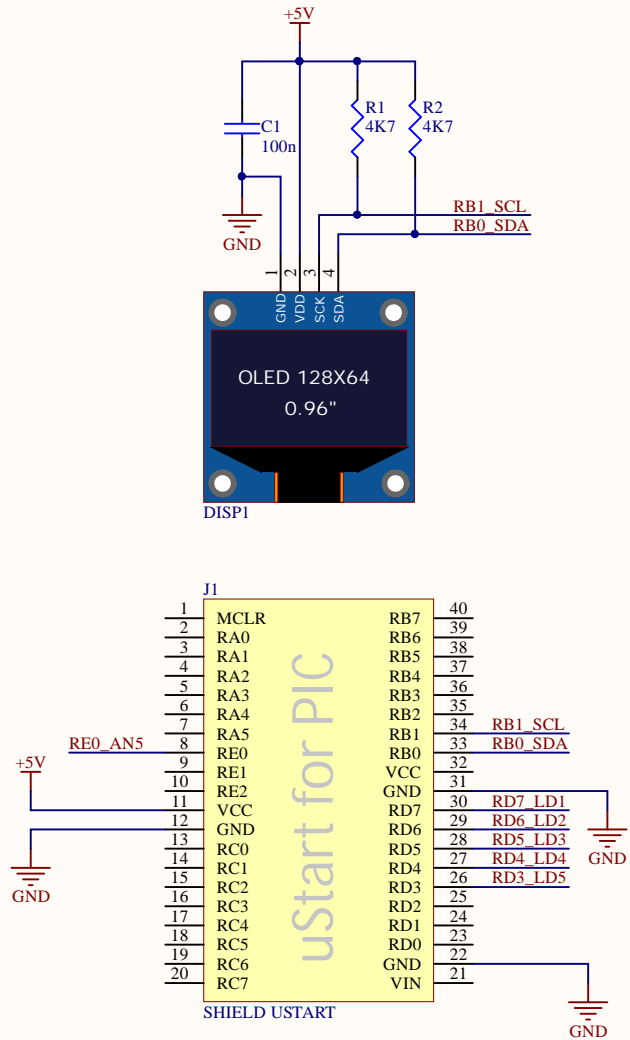 +5V
C1
100n
R1
4K7
R2
4K7
GND
RB1_SCL
RB0_SDA
1
2
3
4
GND
VDD
SCK
SDA
OLED 128X64
0.96"
DISP1
J1
uStart for PIC
1 MCLR RB7 40
2 RA0 RB6 39
3 RA1 RB5 38
4 RA2 RB4 37
5 RA3 RB3 36
6 RA4 RB2 35
7 RA5 RB1 34 RB1_SCL
RE0_AN5 8 RE0 RB0 33 RB0_SDA
+5V
9 RE1 VCC 32
10 RE2 GND 31
11 VCC RD7 30 RD7_LD1
12 GND RD6 29 RD6_LD2
13 RC0 RD5 28 RD5_LD3
14 RC1 RD4 27 RD4_LD4
15 RC2 RD3 26 RD3_LD5
GND
GND
16 RC3 RD2 25
17 RC4 RD1 24
18 RC5 RD0 23
19 RC6 GND 22
20 RC7 VIN 21
SHIELD USTART
GND